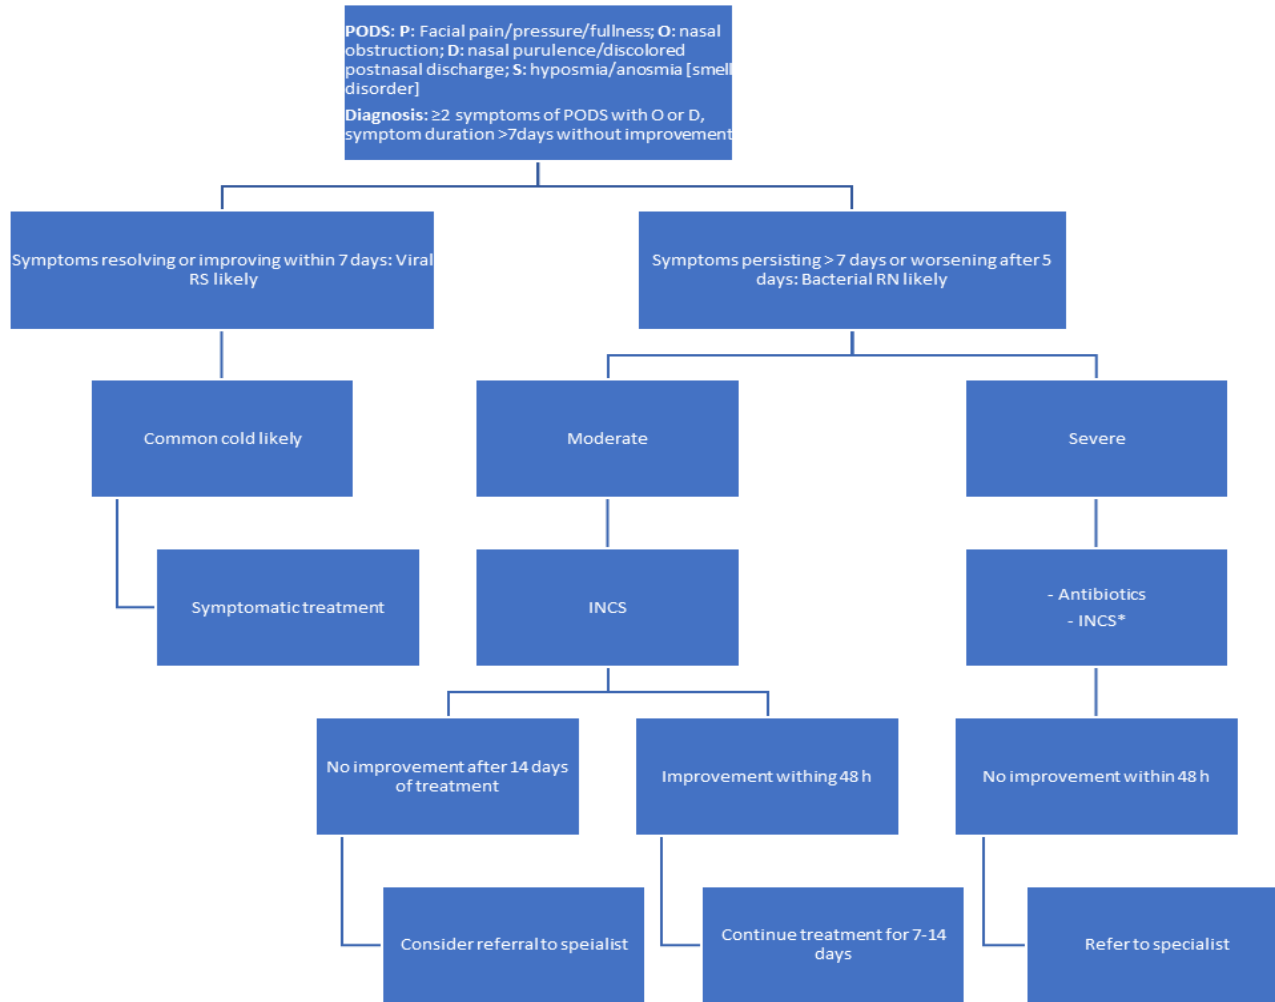 PODS: P: Facial pain/pressure/fullness; O: nasal
obstruction; D: nasal purulence/discolored
postnasal discharge; S: hyposmia/anosmia [smell
disorder]
Diagnosis: ≥2 symptoms of PODS with O or D,
symptom duration >7days without improvement
Symptoms resolving or improving within 7 days: Viral
RS likely
Symptoms persisting > 7 days or worsening after 5
days: Bacterial RN likely
Common cold likely
Moderate
Severe
Symptomatic treatment
INCS
- Antibiotics
- INCS*
No improvement after 14 days
of treatment
Improvement withing 48 h
No improvement within 48 h
Consider referral to speialist
Continue treatment for 7-14
days
Refer to specialist